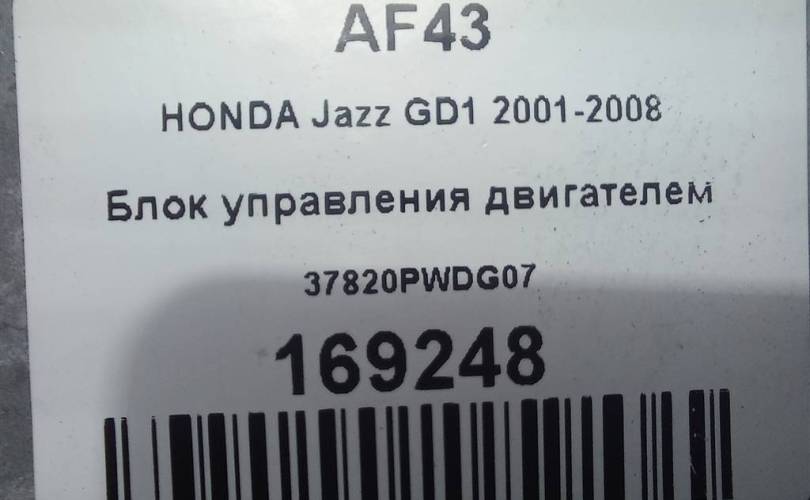 AF43
HONDA Jazz GD1 2001-2008
Блок управления двигателем
37820PWDG07
169248